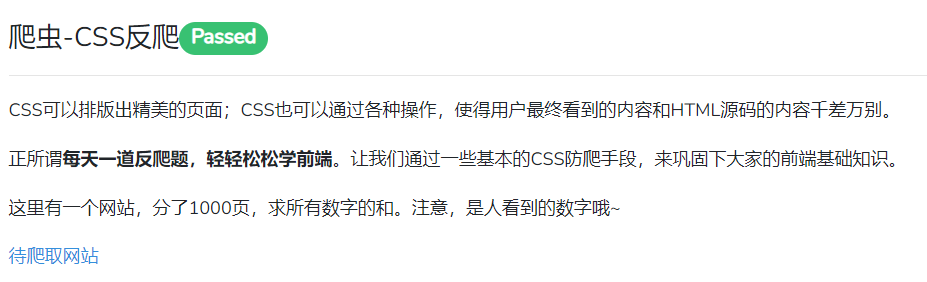 爬虫-CSS反爬 Passed
CSS可以排版出精美的页面；CSS也可以通过各种操作，使得用户最终看到的内容和HTML源码的内容千差万别。
正所谓每天一道反爬题，轻轻松松学前端。让我们通过一些基本的CSS防爬手段，来巩固下大家的前端基础知识。
这里有一个网站，分了1000页，求所有数字的和。注意，是人看到的数字哦~
待爬取网站